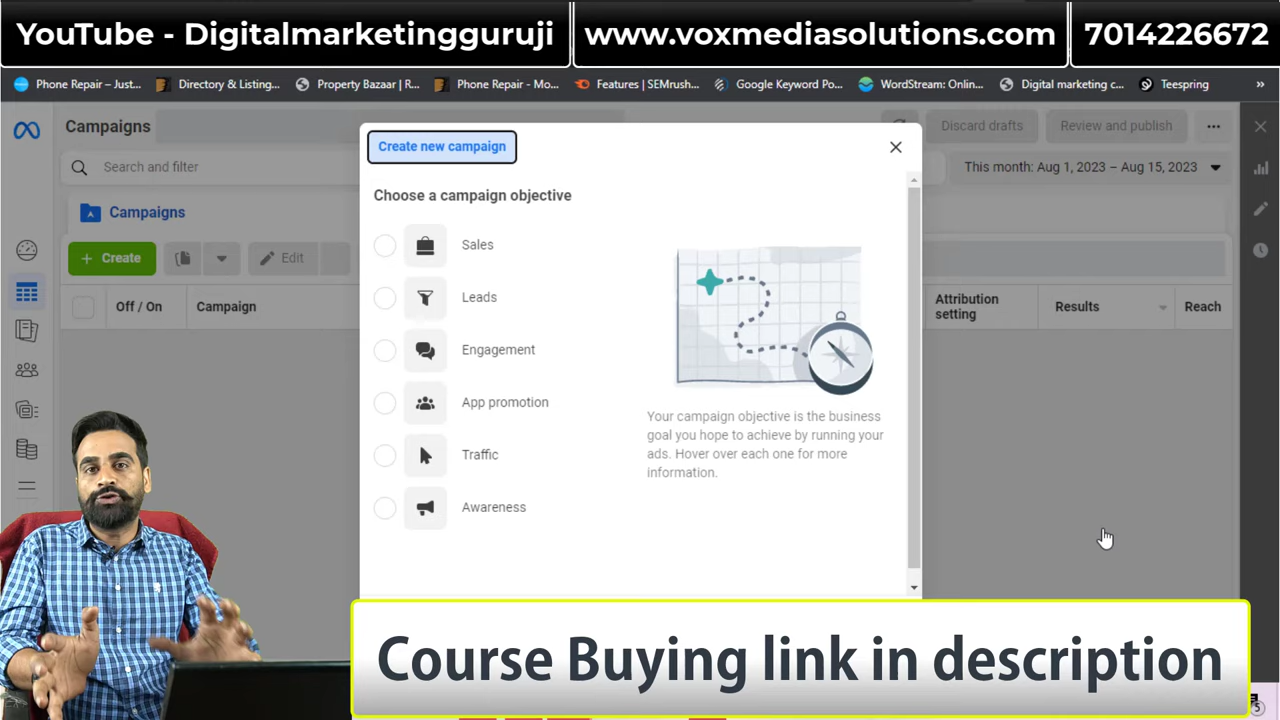 YouTube - Digitalmarketingguruji
www.voxmediasolutions.com
7014226672
Phone Repair – Just...
Directory & Listing...
Property Bazaar | R...
Phone Repair - Mo...
Features | SEMrush...
Google Keyword Po...
WordStream: Onlin...
Digital marketing c...
Teespring
»
Campaigns
Discard drafts
Review and publish
Search and filter
This month: Aug 1, 2023 – Aug 15, 2023
Campaigns
+ Create
Edit
Off / On
Campaign
Attribution
setting
Results
Reach
Create new campaign
Choose a campaign objective
Sales
Leads
Engagement
App promotion
Traffic
Awareness
Your campaign objective is the business
goal you hope to achieve by running your
ads. Hover over each one for more
information.
Course Buying link in description
5